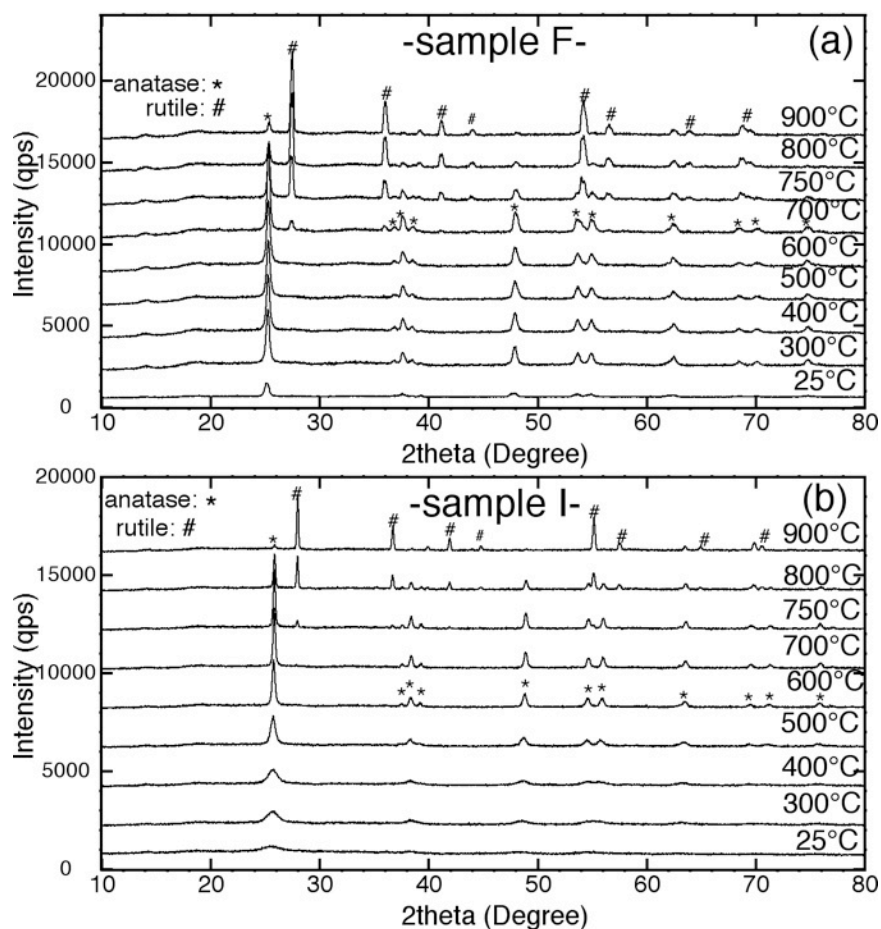 -sample F-
(a)
anatase: *
rutile: #
# * # # # # # # #
900°C
800°C
750°C
700°C
* * * * * * * * * *
600°C
500°C
400°C
300°C
25°C
20000
15000
10000
5000
0
Intensity (qps)
10 20 30 40 50 60 70 80
2theta (Degree)
-sample I-
(b)
anatase: *
rutile: #
# * # # # # # # #
900°C
800°C
750°C
700°C
600°C
* * * * * * * * * *
500°C
400°C
300°C
25°C
20000
15000
10000
5000
0
Intensity (qps)
10 20 30 40 50 60 70 80
2theta (Degree)